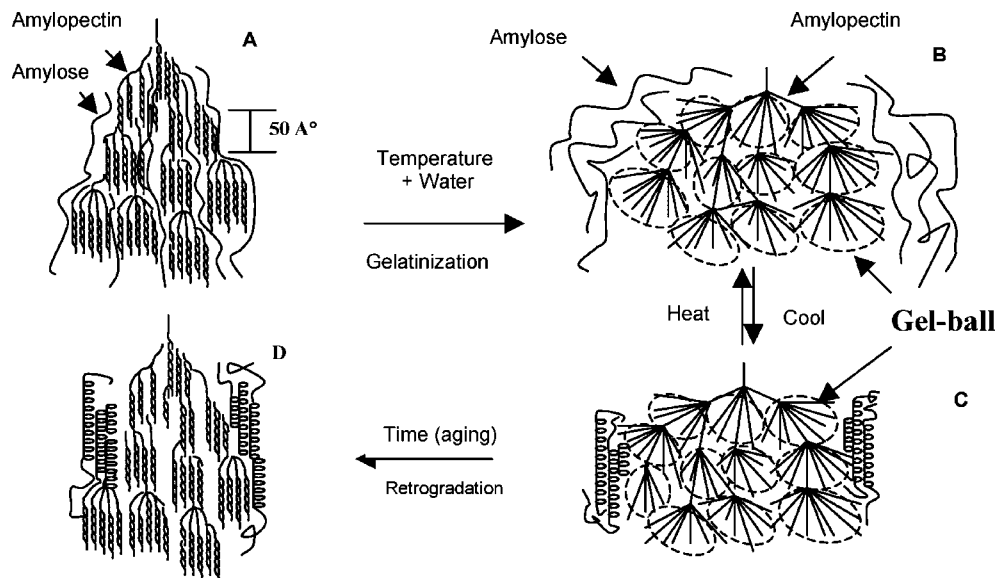 Amylopectin
A
Amylose
50 A°
Temperature
+ Water
Gelatinization
Amylose
Amylopectin
B
Heat
Cool
Gel-ball
D
Time (aging)
Retrogradation
C